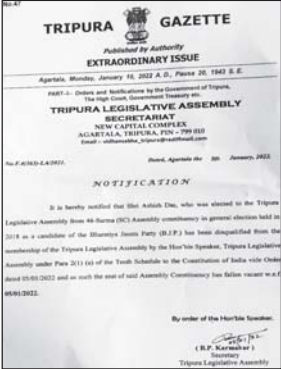 No.47
TRIPURA GAZETTE
Published by Authority
EXTRAORDINARY ISSUE
Agartala, Monday, January 10, 2022 A. D., Pausa 20, 1943 S. E.
PART--I-- Orders and Notifications by the Government of Tripura,
The High Court, Government Treasury etc.
TRIPURA LEGISLATIVE ASSEMBLY
SECRETARIAT
NEW CAPITAL COMPLEX
AGARTALA, TRIPURA, PIN - 799 010
Email - vidhansabha_tripura@rediffmail.com
Dated, Agartala the January, 2022.
NOTIFICATION
It is hereby notified that Shri Ashish Das, who was elected to the Tripura
Legislative Assembly from 46-Surma (SC) Assembly constituency in general election held in
2018 as a candidate of the Bharatiya Janata Party (B.J.P.) has been disqualified from the
membership of the Tripura Legislative Assembly by the Hon'ble Speaker, Tripura Legislative
Assembly under Para 2(1) (a) of the Tenth Schedule to the Constitution of India vide Order
dated 05/01/2022 and as such the seat of said Assembly Constituency has fallen vacant w.e.f
05/01/2022.
By order of the Hon'ble Speaker.
( B.P. Karmakar )
Secretary
Tripura Legislative Assembly